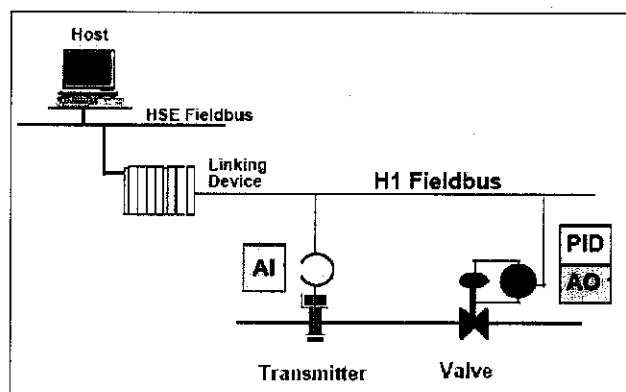 Host
HSE Fieldbus
Linking
Device
H1 Fieldbus
AI
PID
AO
Transmitter
Valve